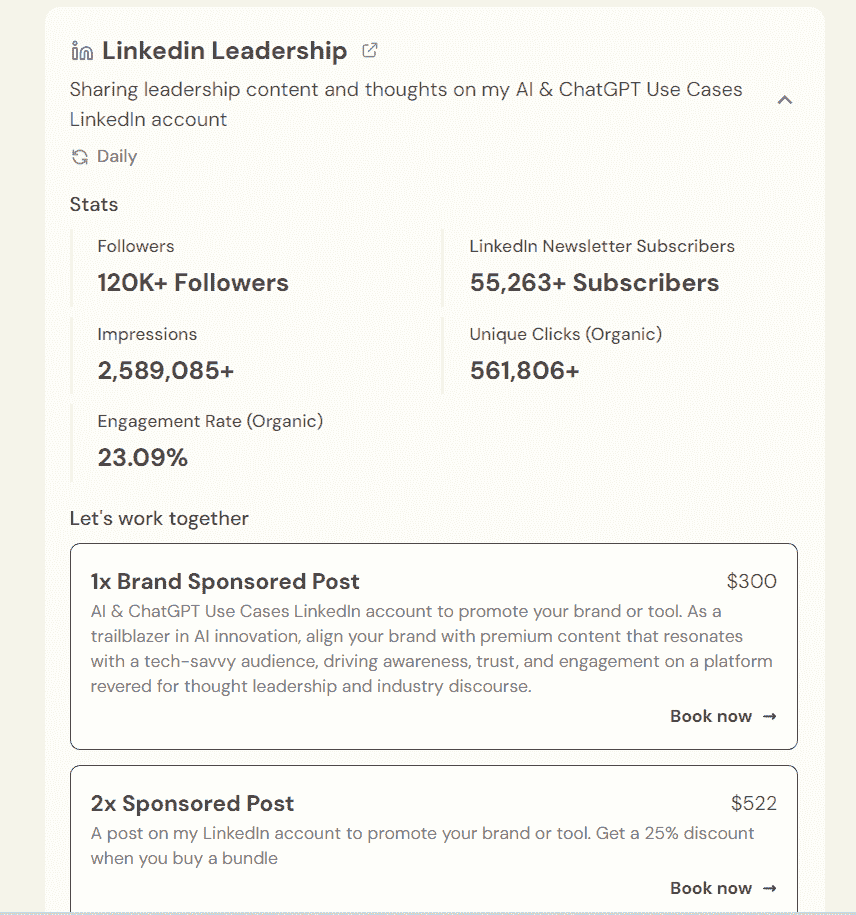 in Linkedin Leadership
Sharing leadership content and thoughts on my AI & ChatGPT Use Cases
LinkedIn account
Daily
Stats
Followers
120K+ Followers
LinkedIn Newsletter Subscribers
55,263+ Subscribers
Impressions
2,589,085+
Unique Clicks (Organic)
561,806+
Engagement Rate (Organic)
23.09%
Let's work together
1x Brand Sponsored Post
$300
AI & ChatGPT Use Cases LinkedIn account to promote your brand or tool. As a
trailblazer in AI innovation, align your brand with premium content that resonates
with a tech-savvy audience, driving awareness, trust, and engagement on a platform
revered for thought leadership and industry discourse.
Book now →
2x Sponsored Post
$522
A post on my LinkedIn account to promote your brand or tool. Get a 25% discount
when you buy a bundle
Book now →